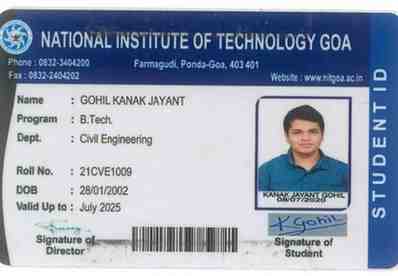 NATIONAL INSTITUTE OF TECHNOLOGY GOA
Phone : 0832-3404200
Farmagudi, Ponda-Goa, 403 401
Fax : 0832-2404202
Website : www.nitgoa.ac.in
Name : GOHIL KANAK JAYANT
Program : B.Tech.
Dept. : Civil Engineering
Roll No. : 21CVE1009
DOB : 28/01/2002
Valid Up to : July 2025
KANAK JAYANT GOHIL
08/07/2020
K Gohil
Signature of
Director
Signature of
Student
STUDENT ID